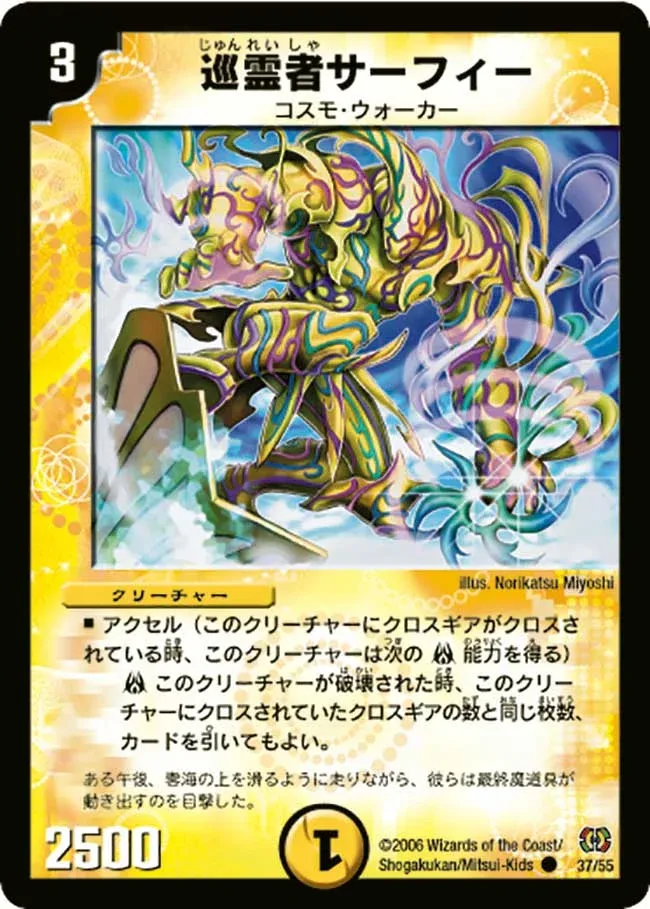 3
じゅんれいしゃ
巡霊者サーフィー
コスモ・ウォーカー
illus. Norikatsu Miyoshi
クリーチャー
■ アクセル（このクリーチャーにクロスギアがクロスさ
れている時、このクリーチャーは次の 能力を得る）
このクリーチャーが破壊された時、このクリー
チャーにクロスされていたクロスギアの数と同じ枚数、
カードを引いてもよい。
ある午後、雲海の上を滑るように走りながら、彼らは最終魔道具が
動き出すのを目撃した。
2500
1
©2006 Wizards of the Coast/
Shogakukan/Mitsui-Kids ● 37/55